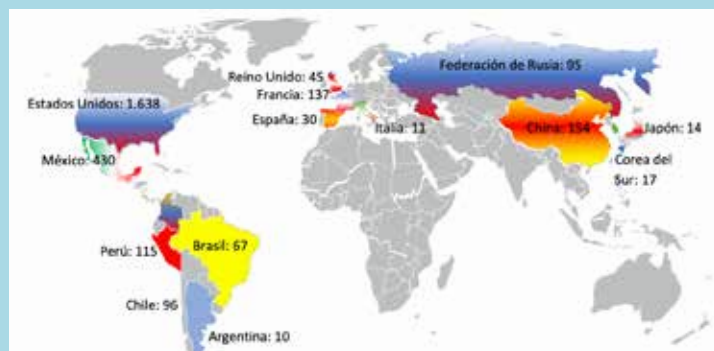 Reino Unido: 45
Federación de Rusia: 95
Francia: 137
Estados Unidos: 1.638
España: 30
Italia: 11
China: 154
Japón: 14
México: 430
Corea del
Sur: 17
Perú: 115
Brasil: 67
Chile: 96
Argentina: 10